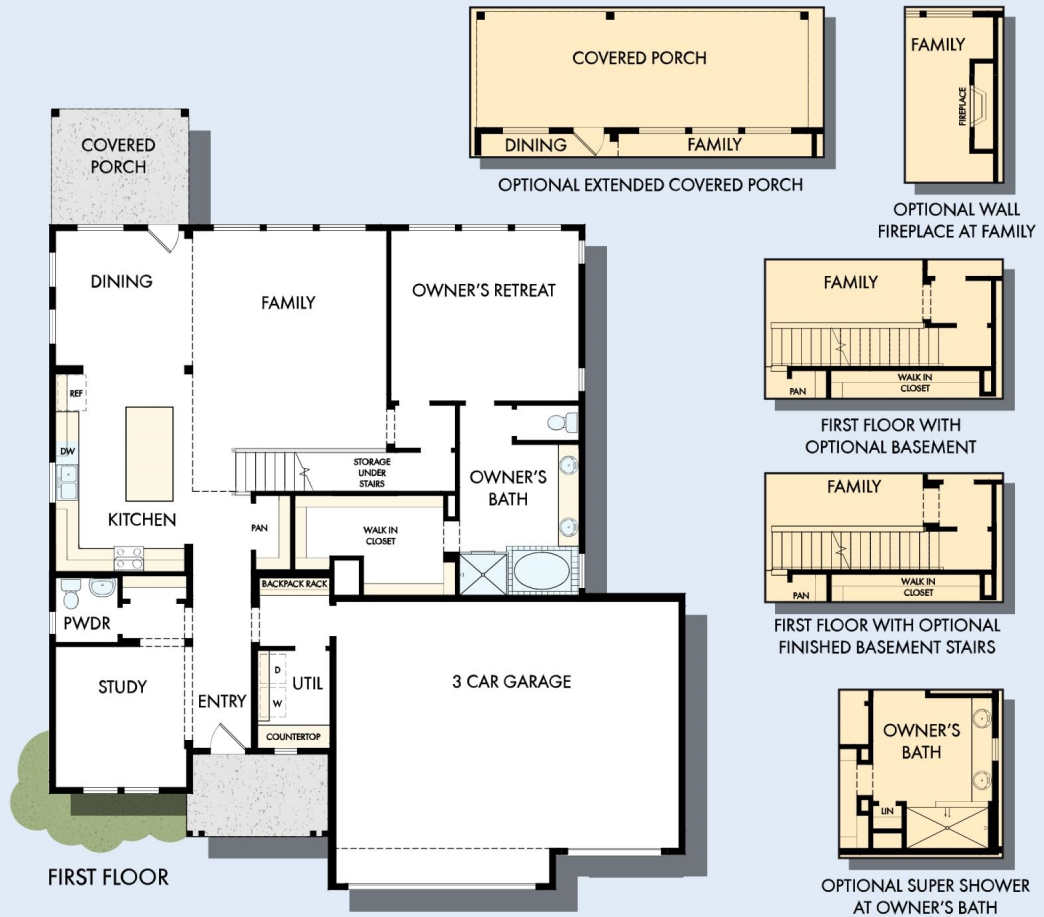 COVERED
PORCH
DINING
FAMILY
OWNER'S RETREAT
REF
DW
KITCHEN
STORAGE
UNDER
STAIRS
OWNER'S
BATH
PAN
WALK IN
CLOSET
BACKPACK RACK
PWDR
STUDY
ENTRY
D
W
UTIL
COUNTERTOP
3 CAR GARAGE
FIRST FLOOR
COVERED PORCH
DINING
FAMILY
OPTIONAL EXTENDED COVERED PORCH
FAMILY
FIREPLACE
OPTIONAL WALL
FIREPLACE AT FAMILY
FAMILY
PAN
WALK IN
CLOSET
FIRST FLOOR WITH
OPTIONAL BASEMENT
FAMILY
PAN
WALK IN
CLOSET
FIRST FLOOR WITH OPTIONAL
FINISHED BASEMENT STAIRS
OWNER'S
BATH
LIN
OPTIONAL SUPER SHOWER
AT OWNER'S BATH